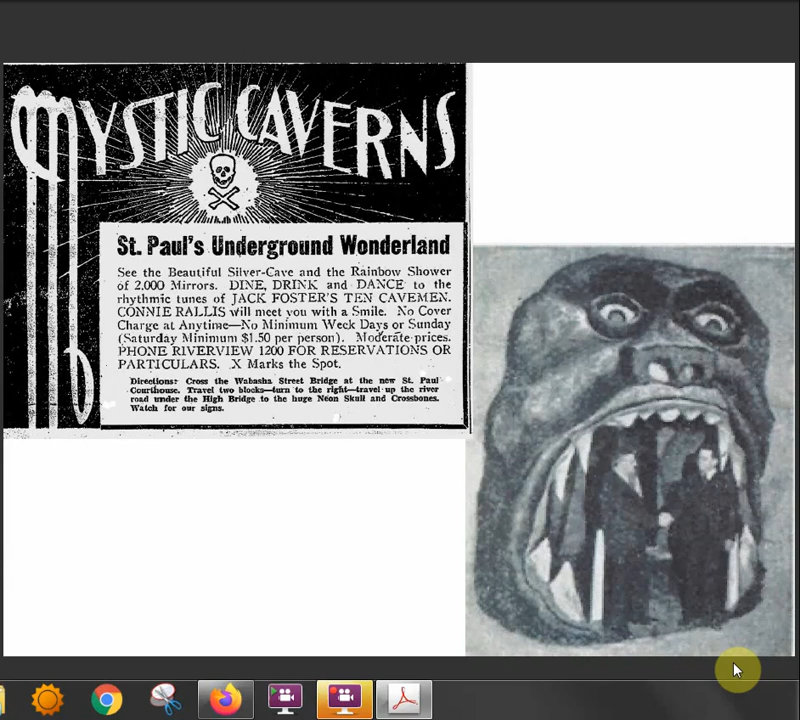 MYSTIC CAVERNS
St. Paul's Underground Wonderland
See the Beautiful Silver-Cave and the Rainbow Shower
of 2,000 Mirrors. DINE, DRINK and DANCE to the
rhythmic tunes of JACK FOSTER'S TEN CAVEMEN.
CONNIE RALLIS will meet you with a Smile. No Cover
Charge at Anytime—No Minimum Week Days or Sunday
(Saturday Minimum $1.50 per person). Moderate prices.
PHONE RIVERVIEW 1200 FOR RESERVATIONS OR
PARTICULARS. X Marks the Spot.
Directions: Cross the Wabasha Street Bridge at the new St. Paul
Courthouse. Travel two blocks—turn to the right—travel up the river
road under the High Bridge to the huge Neon Skull and Crossbones.
Watch for our signs.